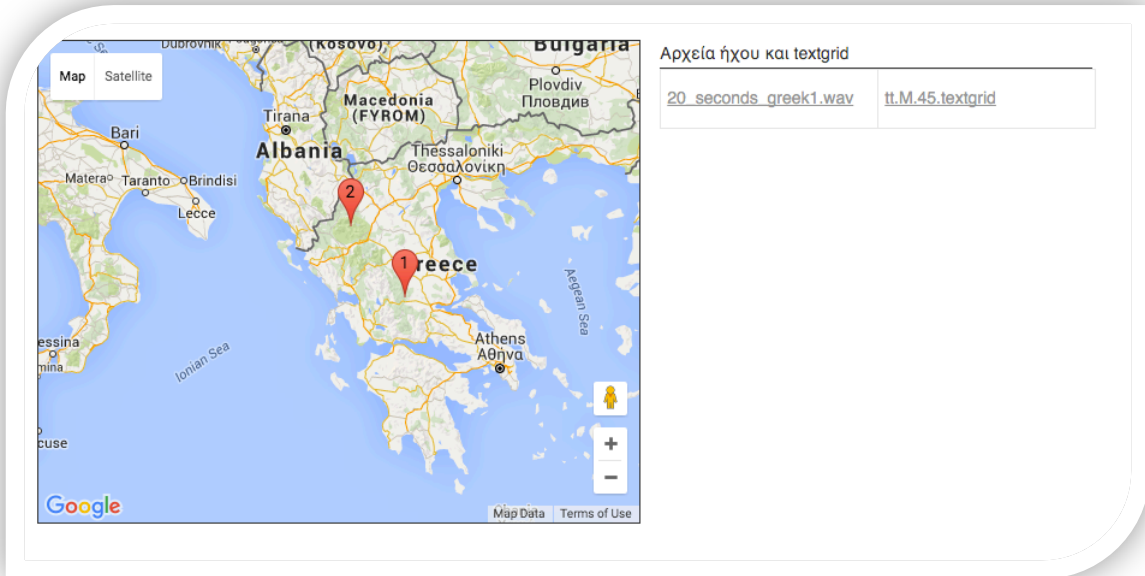 Dubrovnik
(Kosovo)
Bulgaria
Map
Satellite
Plovdiv
Пловдив
Macedonia
(FYROM)
Tirana
Albania
Bari
Thessaloniki
Θεσσαλονίκη
Matera
Taranto
Brindisi
Lecce
2
1
reece
Aegean Sea
essina
mina
Ionian Sea
Athens
Αθήνα
cuse
+
−
Google
Map Data
Terms of Use
Αρχεία ήχου και textgrid
20_seconds_greek1.wav
tt.M.45.textgrid